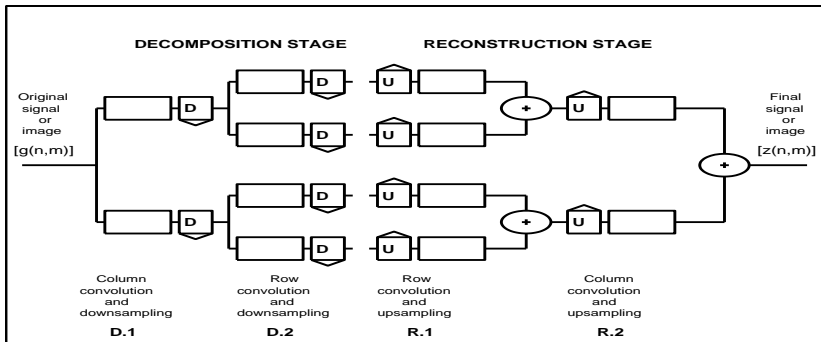 DECOMPOSITION STAGE RECONSTRUCTION STAGE
D U
Original
signal
or
image
[g(n,m)]
D + U
Final
signal
or
image
[z(n,m)]
D U
+
D U
D + U
D U
Column
convolution
and
downsampling
D.1
Row
convolution
and
downsampling
D.2
Row
convolution
and
upsampling
R.1
Column
convolution
and
upsampling
R.2